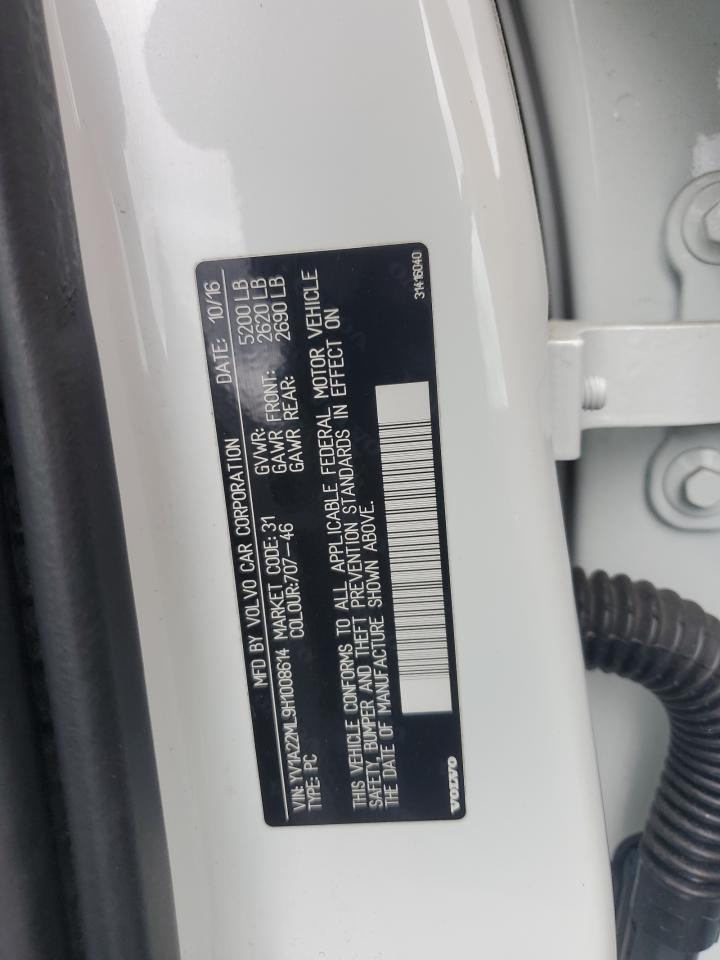 MFD BY VOLVO CAR CORPORATION DATE: 10/16
VIN: YV1A22ML9H1008614 MARKET CODE: 31 GVWR: 5200 LB
TYPE: PC COLOUR:707-46 GAWR FRONT: 2620 LB
GAWR REAR: 2690 LB
THIS VEHICLE CONFORMS TO ALL APPLICABLE FEDERAL MOTOR VEHICLE
SAFETY, BUMPER AND THEFT PREVENTION STANDARDS IN EFFECT ON
THE DATE OF MANUFACTURE SHOWN ABOVE.
VOLVO 31416040